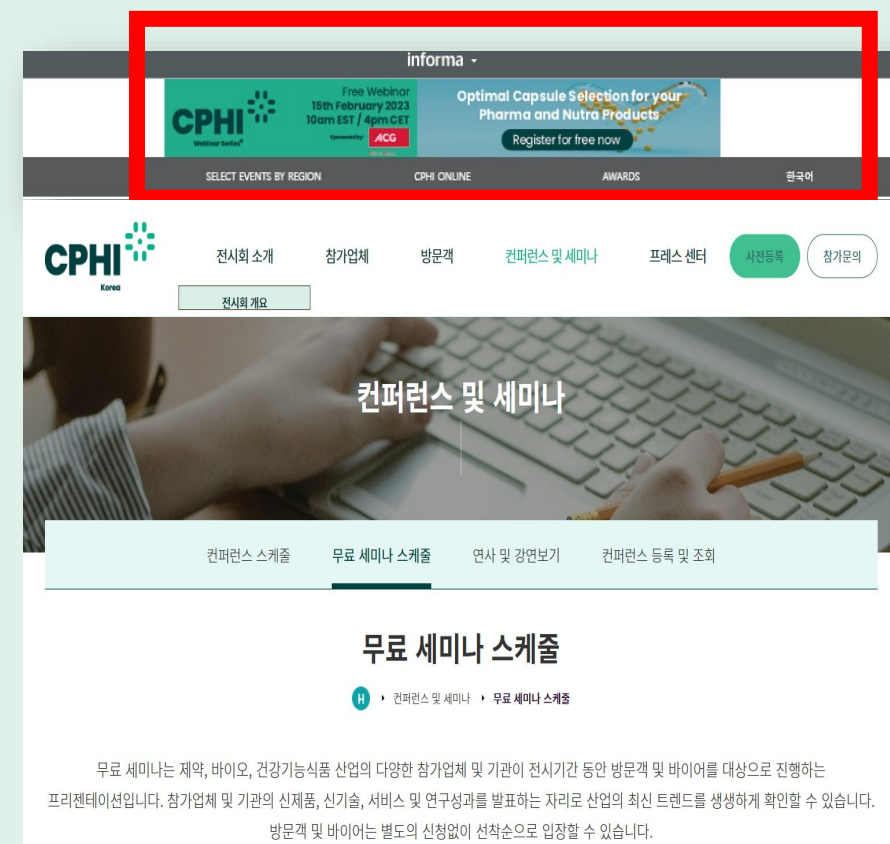 informa
CPHI
Webinar Series
Free Webinar
15th February 2023
10am EST / 4pm CET
Sponsored by: ACG
Optimal Capsule Selection for your
Pharma and Nutra Products
Register for free now
SELECT EVENTS BY REGION CPHI ONLINE AWARDS 한국어
CPHI
Korea
전시회 소개 참가업체 방문객 컨퍼런스 및 세미나 프레스 센터 사전등록 참가문의
전시회 개요
컨퍼런스 및 세미나
컨퍼런스 스케줄 무료 세미나 스케줄 연사 및 강연보기 컨퍼런스 등록 및 조회
무료 세미나 스케줄
H 컨퍼런스 및 세미나 무료 세미나 스케줄
무료 세미나는 제약, 바이오, 건강기능식품 산업의 다양한 참가업체 및 기관이 전시기간 동안 방문객 및 바이어를 대상으로 진행하는
프리젠테이션입니다. 참가업체 및 기관의 신제품, 신기술, 서비스 및 연구성과를 발표하는 자리로 산업의 최신 트렌드를 생생하게 확인할 수 있습니다.
방문객 및 바이어는 별도의 신청없이 선착순으로 입장할 수 있습니다.